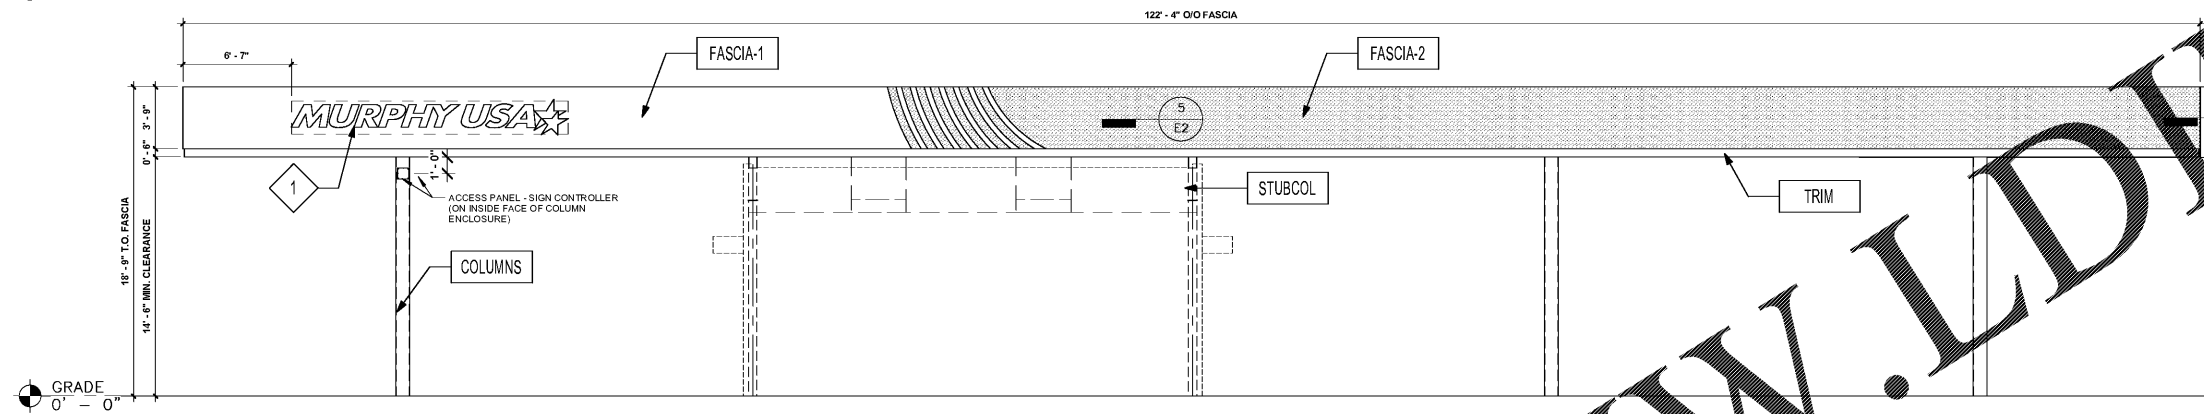 122' - 4" O/O FASCIA
6' - 7"
FASCIA-1
FASCIA-2
3' - 9"
MURPHY USA
5
E2
0' - 6"
1' - 0"
1
ACCESS PANEL - SIGN CONTROLLER
(ON INSIDE FACE OF COLUMN
ENCLOSURE)
STUBCOL
TRIM
18' - 9" T.O. FASCIA
14' - 6" MIN. CLEARANCE
COLUMNS
GRADE
0' - 0"
W.LD